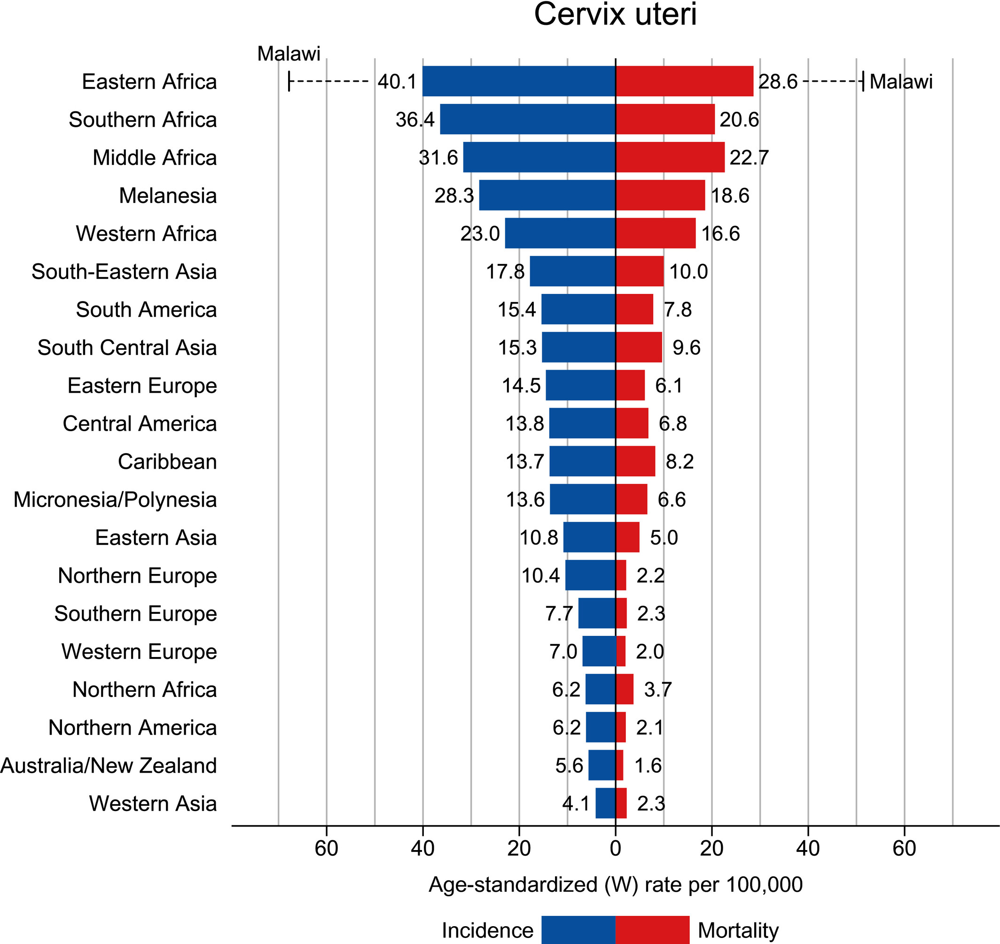 Cervix uteri
Malawi
Eastern Africa 40.1 28.6 Malawi
Southern Africa 36.4 20.6
Middle Africa 31.6 22.7
Melanesia 28.3 18.6
Western Africa 23.0 16.6
South-Eastern Asia 17.8 10.0
South America 15.4 7.8
South Central Asia 15.3 9.6
Eastern Europe 14.5 6.1
Central America 13.8 6.8
Caribbean 13.7 8.2
Micronesia/Polynesia 13.6 6.6
Eastern Asia 10.8 5.0
Northern Europe 10.4 2.2
Southern Europe 7.7 2.3
Western Europe 7.0 2.0
Northern Africa 6.2 3.7
Northern America 6.2 2.1
Australia/New Zealand 5.6 1.6
Western Asia 4.1 2.3
60 40 20 0 20 40 60
Age-standardized (W) rate per 100,000
Incidence Mortality